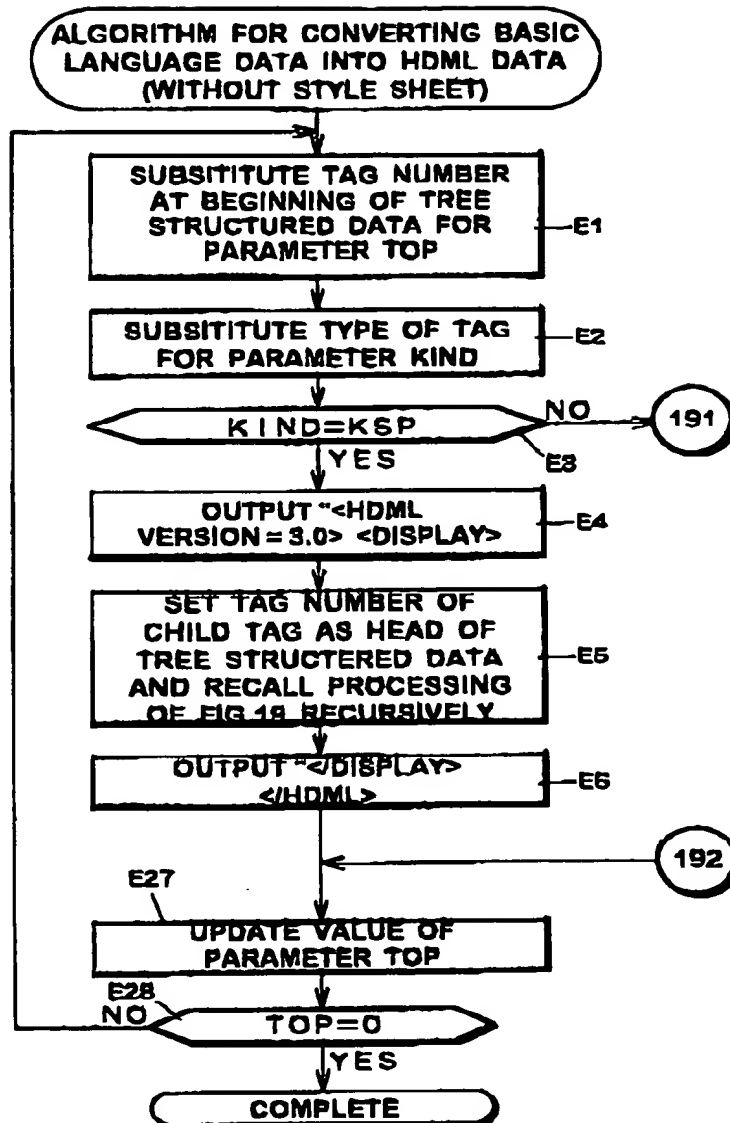 ALGORITHM FOR CONVERTING BASIC
LANGUAGE DATA INTO HDML DATA
(WITHOUT STYLE SHEET)
SUBSITITUTE TAG NUMBER
AT BEGINNING OF TREE
STRUCTURED DATA FOR
PARAMETER TOP
E1
SUBSITITUTE TYPE OF TAG
FOR PARAMETER KIND
E2
KIND=KSP
NO
191
E3
YES
OUTPUT "<HDML
VERSION=3.0> <DISPLAY>
E4
SET TAG NUMBER OF
CHILD TAG AS HEAD OF
TREE STRUCTERED DATA
AND RECALL PROCESSING
OF FIG.19 RECURSIVELY
E5
OUTPUT "</DISPLAY>
</HDML>
E6
192
E27
UPDATE VALUE OF
PARAMETER TOP
E28
NO
TOP=0
YES
COMPLETE